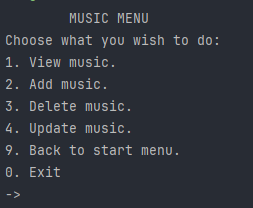 MUSIC MENU
Choose what you wish to do:
1. View music.
2. Add music.
3. Delete music.
4. Update music.
9. Back to start menu.
0. Exit
->